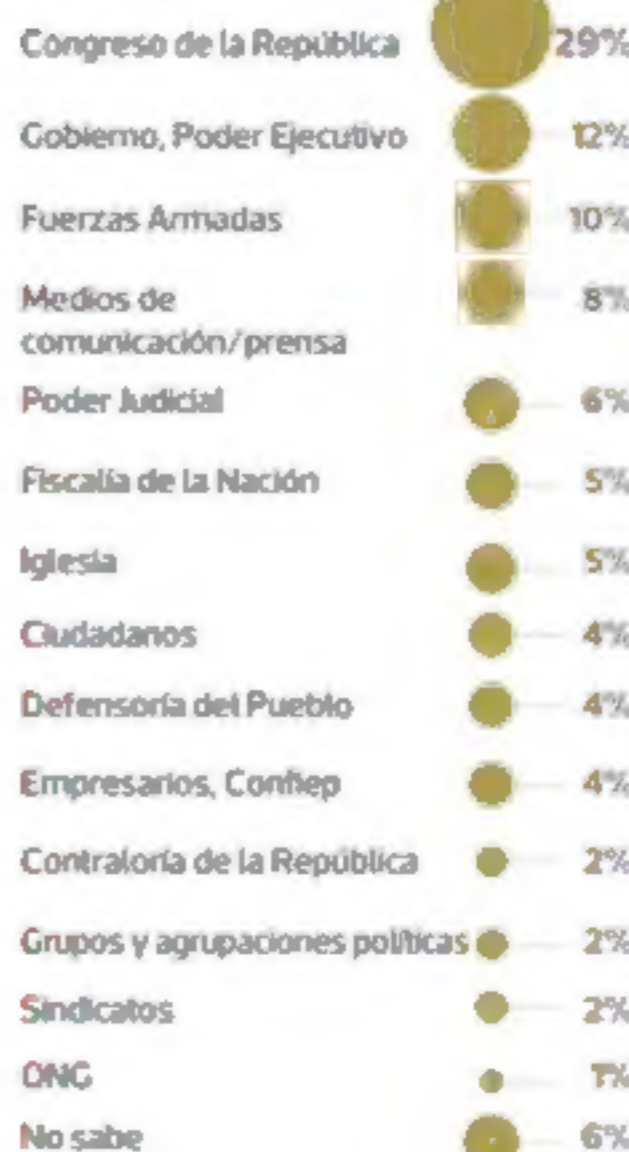 Congreso de la República 29%
Gobierno, Poder Ejecutivo 12%
Fuerzas Armadas 10%
Medios de 8%
comunicación/prensa
Poder Judicial 6%
Fiscalía de la Nación 5%
Iglesia 5%
Ciudadanos 4%
Defensoría del Pueblo 4%
Empresarios, Confiep 4%
Contraloría de la República 2%
Grupos y agrupaciones políticas 2%
Sindicatos 2%
ONG 1%
No sabe 6%